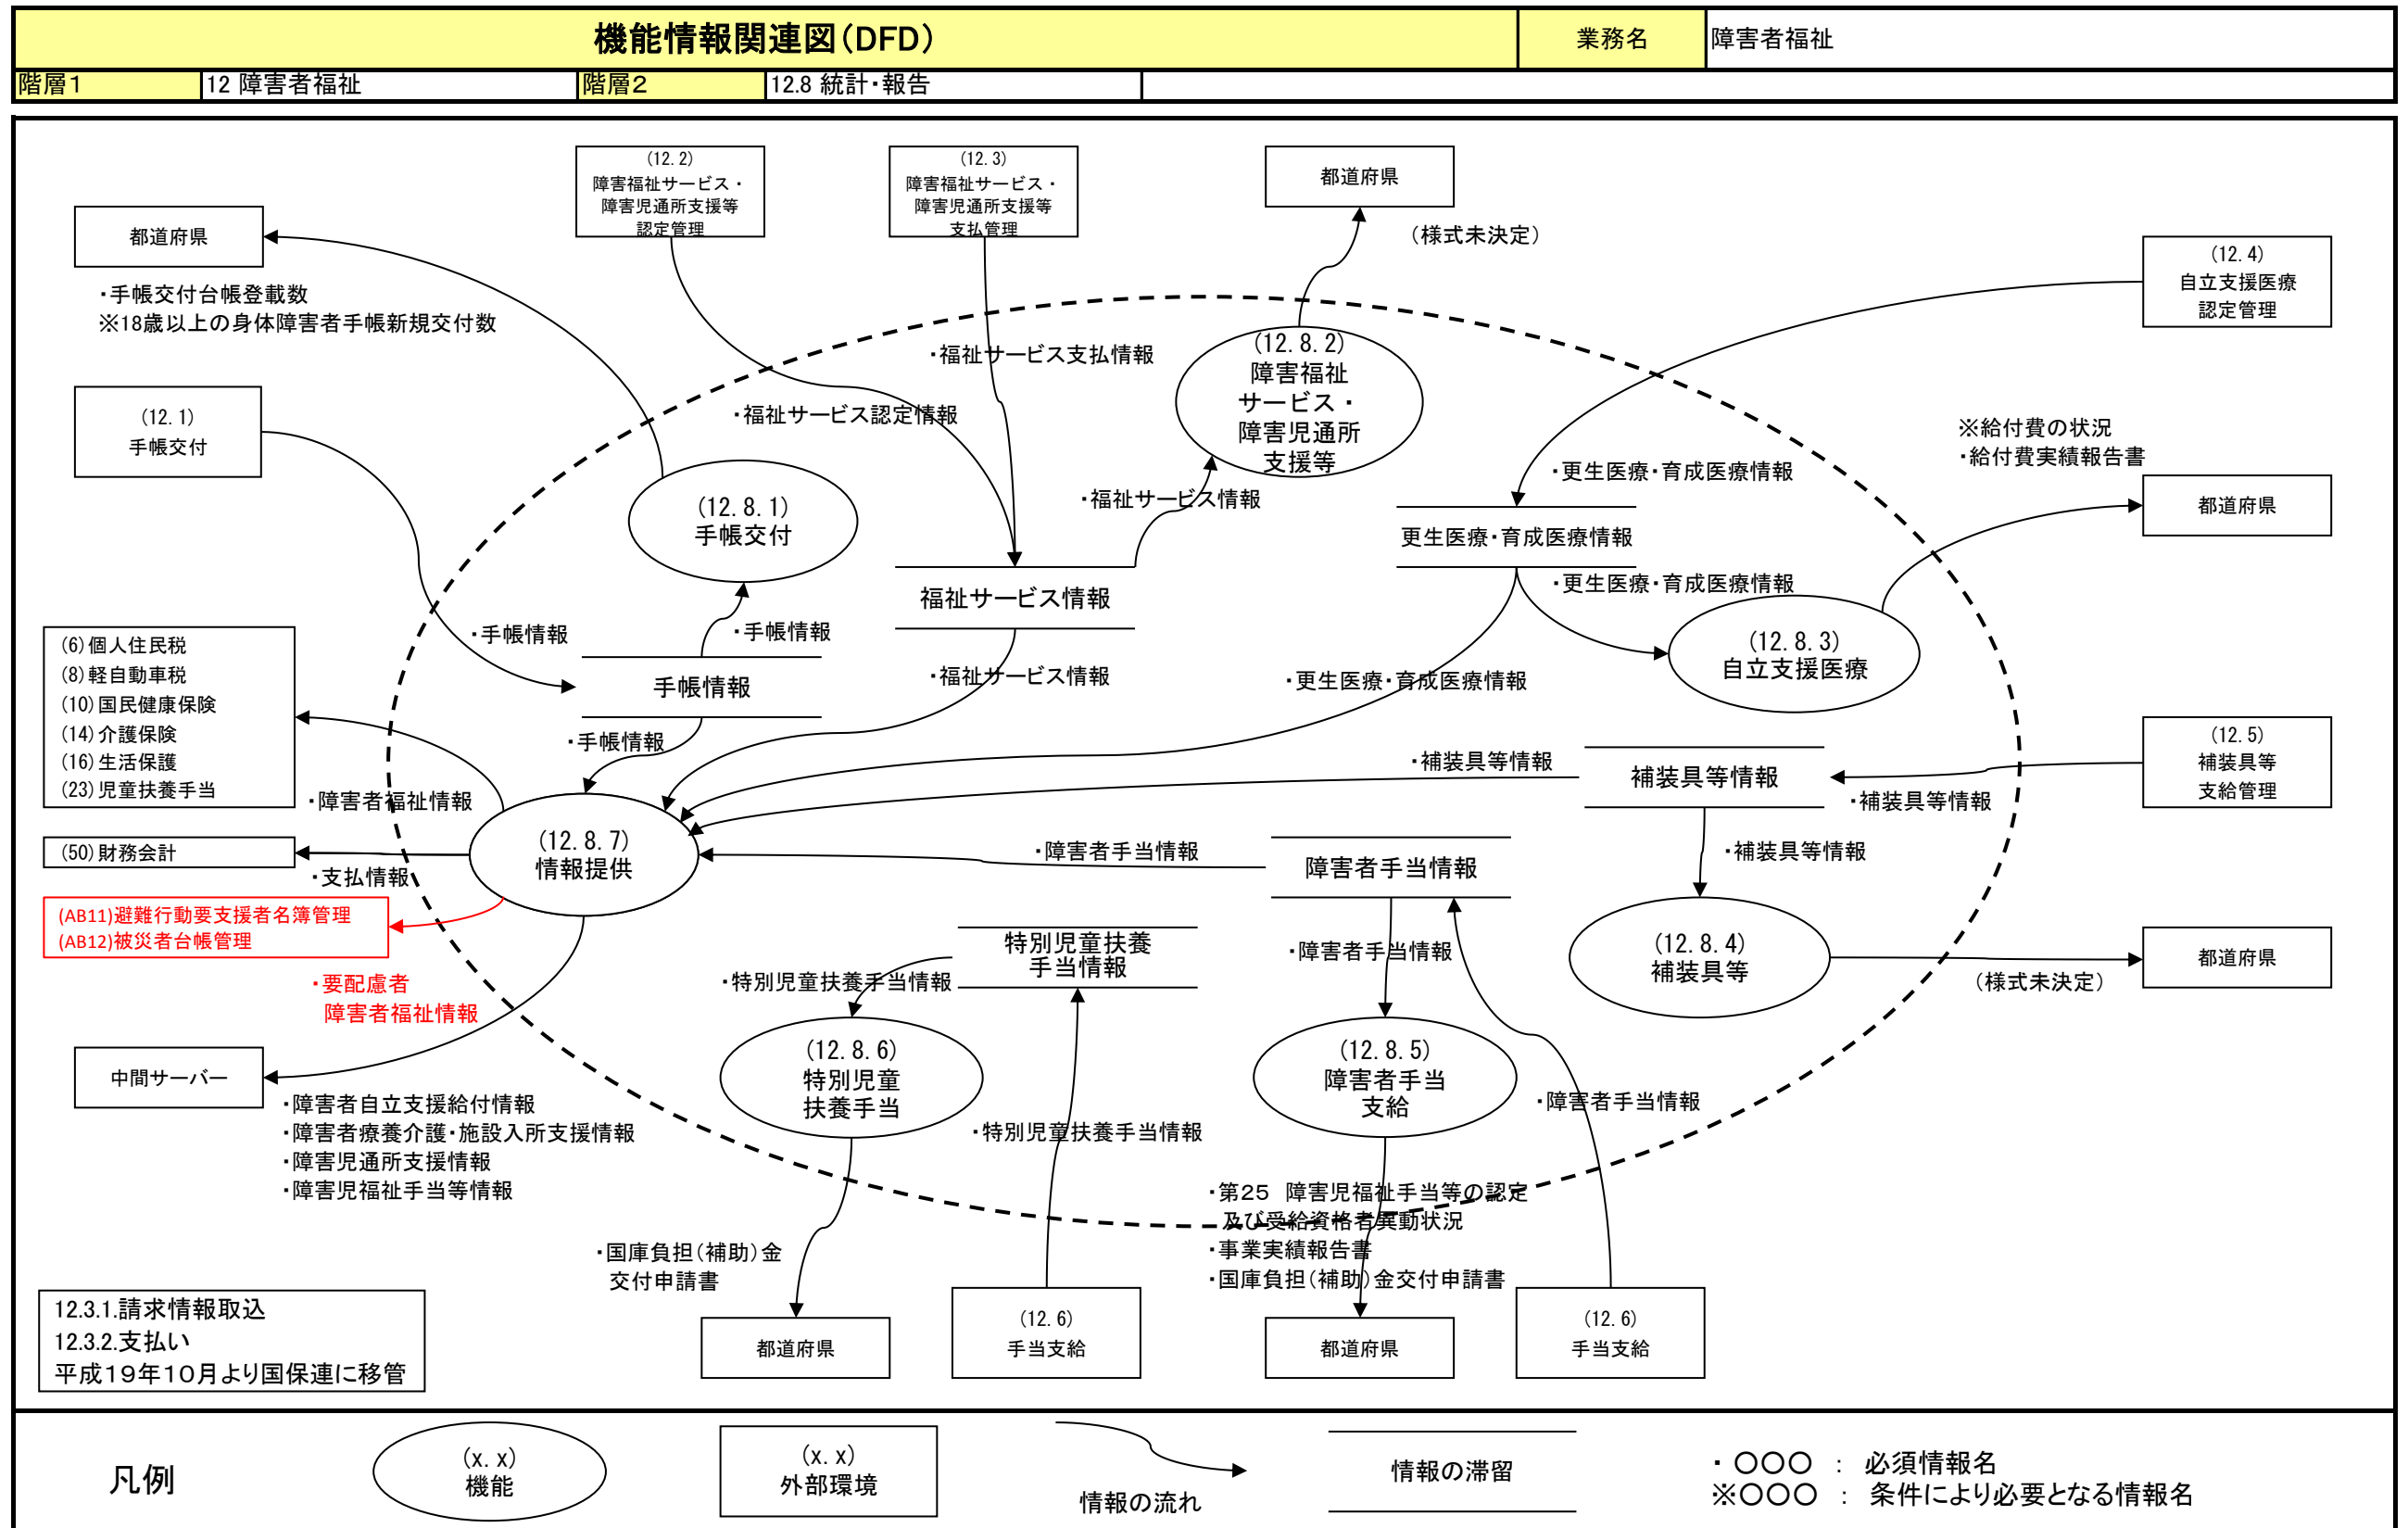 機能情報関連図(DFD)
業務名
障害者福祉
階層1
12 障害者福祉
階層2
12.8 統計・報告
(12.2)
障害福祉サービス・
障害児通所支援等
認定管理
(12.3)
障害福祉サービス・
障害児通所支援等
支払管理
都道府県
(様式未決定)
都道府県
・手帳交付台帳登載数
※18歳以上の身体障害者手帳新規交付数
(12.4)
自立支援医療
認定管理
・福祉サービス支払情報
(12.8.2)
障害福祉
サービス・
障害児通所
支援等
(12.1)
手帳交付
・福祉サービス認定情報
※給付費の状況
・給付費実績報告書
・更生医療・育成医療情報
都道府県
(12.8.1)
手帳交付
・福祉サービス情報
更生医療・育成医療情報
・更生医療・育成医療情報
福祉サービス情報
・手帳情報
・手帳情報
(12.8.3)
自立支援医療
(6)個人住民税
(8)軽自動車税
(10)国民健康保険
(14)介護保険
(16)生活保護
(23)児童扶養手当
手帳情報
・福祉サービス情報
・更生医療・育成医療情報
・手帳情報
・補装具等情報
補装具等情報
(12.5)
補装具等
支給管理
・障害者福祉情報
・補装具等情報
(12.8.7)
情報提供
(50)財務会計
・支払情報
・障害者手当情報
障害者手当情報
・補装具等情報
(AB11)避難行動要支援者名簿管理
(AB12)被災者台帳管理
・要配慮者
障害者福祉情報
特別児童扶養
手当情報
・特別児童扶養手当情報
・障害者手当情報
(12.8.4)
補装具等
都道府県
(様式未決定)
中間サーバー
・障害者自立支援給付情報
・障害者療養介護・施設入所支援情報
・障害児通所支援情報
・障害児福祉手当等情報
(12.8.6)
特別児童
扶養手当
(12.8.5)
障害者手当
支給
・特別児童扶養手当情報
・障害者手当情報
・第25 障害児福祉手当等の認定
及び受給資格者異動状況
・事業実績報告書
・国庫負担(補助)金交付申請書
・国庫負担(補助)金
交付申請書
12.3.1.請求情報取込
12.3.2.支払い
平成19年10月より国保連に移管
都道府県
(12.6)
手当支給
都道府県
(12.6)
手当支給
凡例
(x.x)
機能
(x.x)
外部環境
情報の流れ
情報の滞留
・ 〇〇〇 : 必須情報名
※〇〇〇 : 条件により必要となる情報名